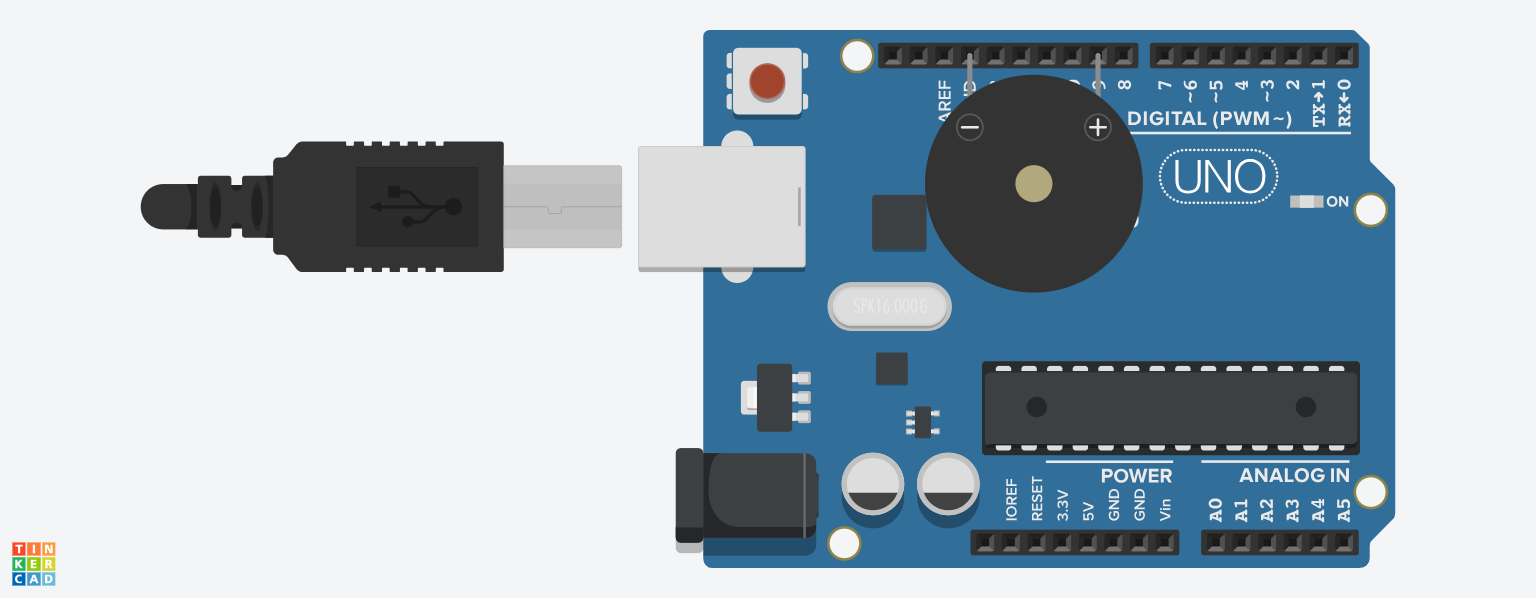 AREF
8
7
~6
~5
4
~3
2
TX→1
RX←0
DIGITAL (PWM~)
UNO
ON
SPK16.000G
POWER
ANALOG IN
IOREF
RESET
3.3V
5V
GND
GND
Vin
A0
A1
A2
A3
A4
A5
TIN
KER
CAD